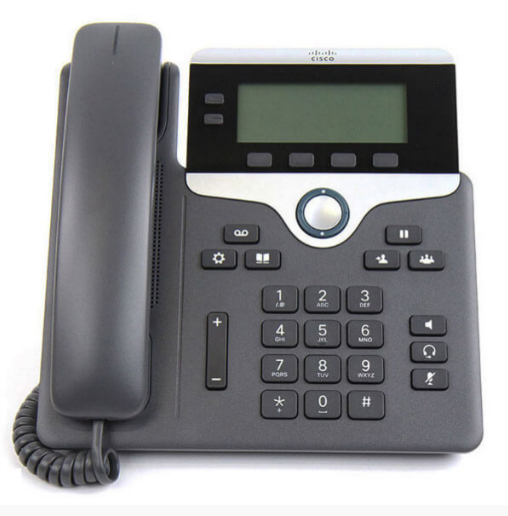 CISCO
1 2 ABC 3 DEF
4 GHI 5 JKL 6 MNO
7 PQRS 8 TUV 9 WXYZ
* + 0 #
+
−